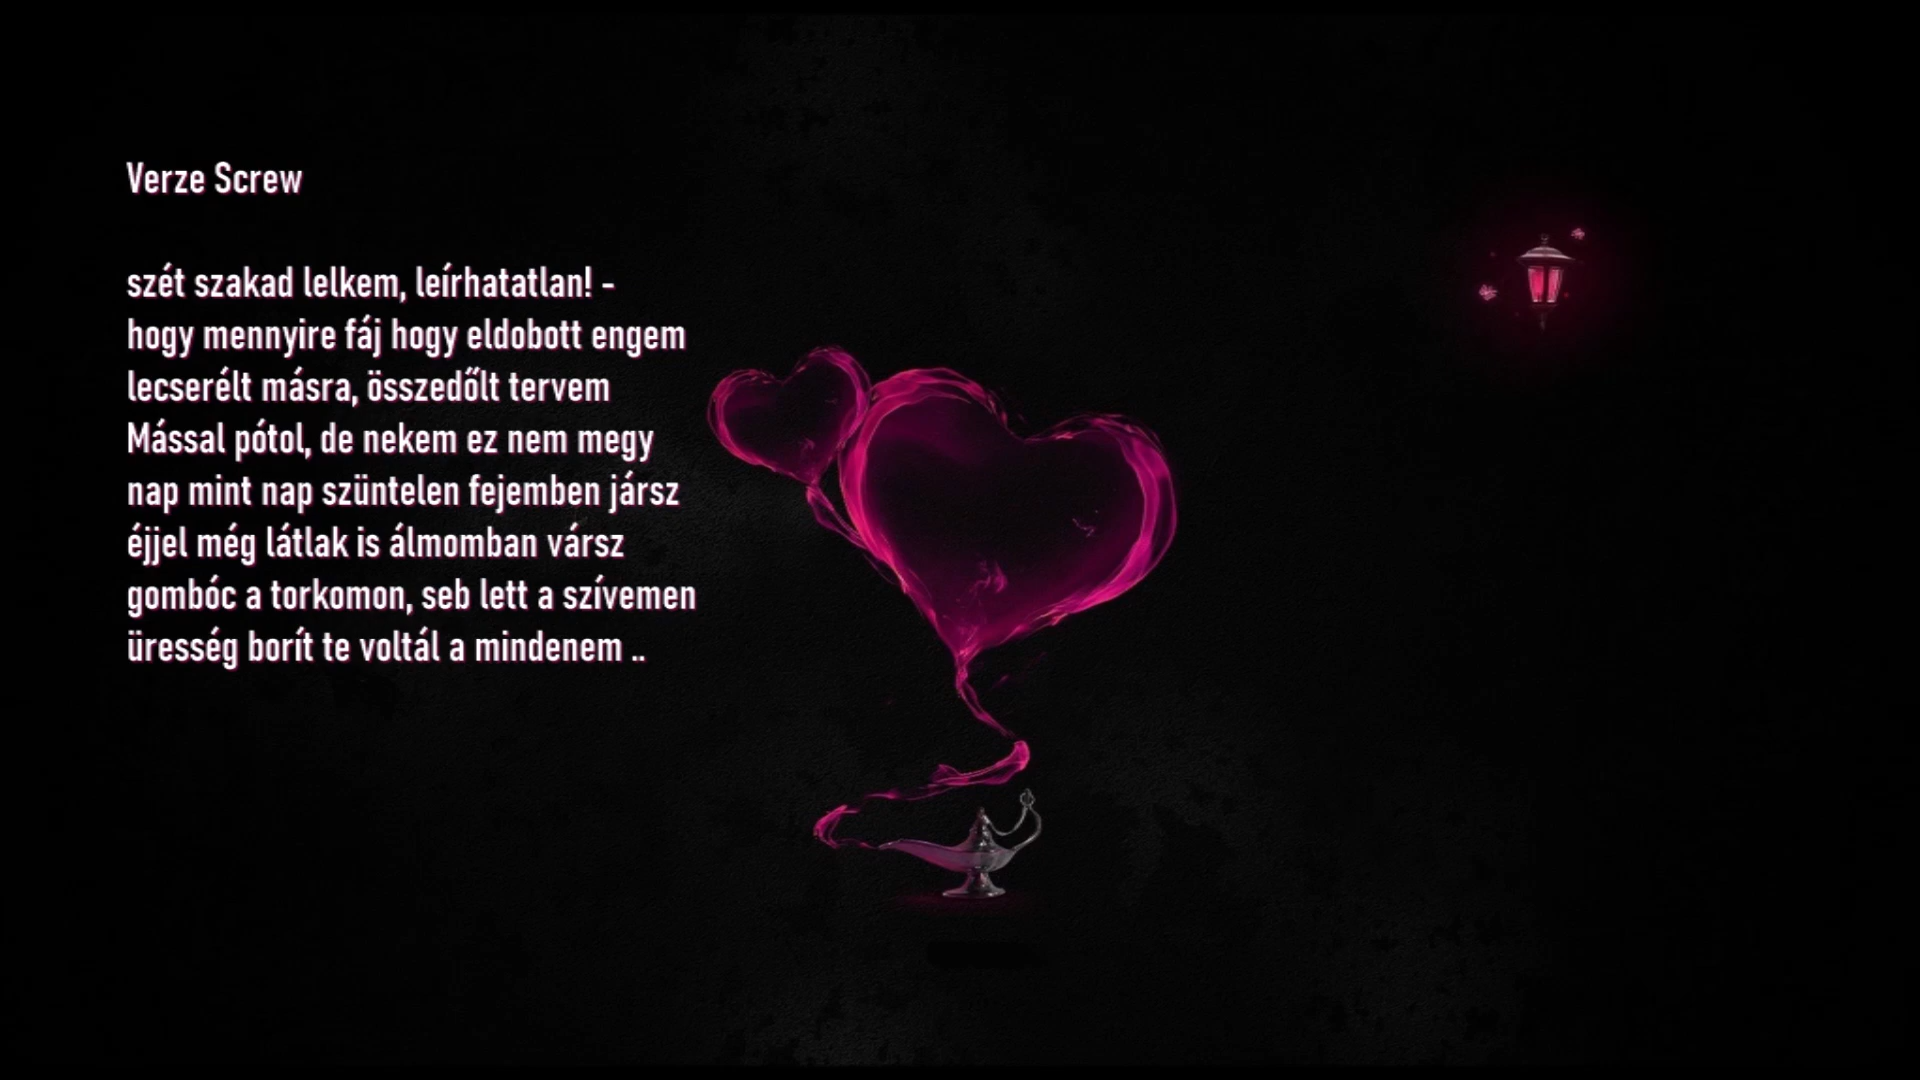 Verze Screw
szét szakad lelkem, leírhatatlan! -
hogy mennyire fáj hogy eldobott engem
lecserélt másra, összedőlt tervem
Mással pótol, de nekem ez nem megy
nap mint nap szüntelen fejemben jársz
éjjel még látlak is álmomban vársz
gombóc a torkomon, seb lett a szívemen
üresség borít te voltál a mindenem ..